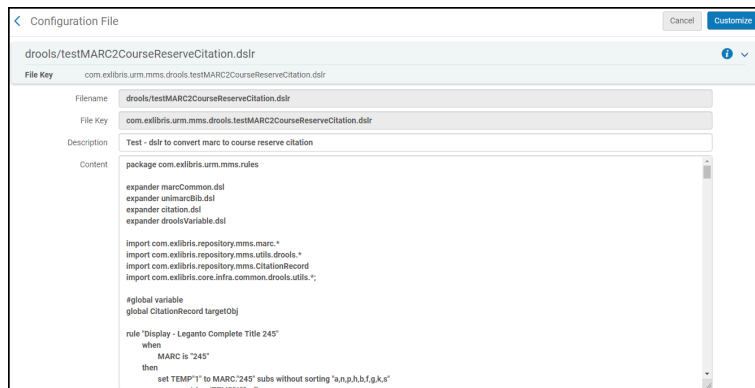 Configuration File
Cancel
Customize
drools/testMARC2CourseReserveCitation.dslr
File Key com.exlibris.urm.mms.drools.testMARC2CourseReserveCitation.dslr
Filename drools/testMARC2CourseReserveCitation.dslr
File Key com.exlibris.urm.mms.drools.testMARC2CourseReserveCitation.dslr
Description Test - dslr to convert marc to course reserve citation
Content package com.exlibris.urm.mms.rules
expander marcCommon.dsl
expander unimarcBib.dsl
expander citation.dsl
expander droolsVariable.dsl
import com.exlibris.repository.mms.marc.*
import com.exlibris.repository.mms.utils.drools.*
import com.exlibris.repository.mms.CitationRecord
import com.exlibris.core.infra.common.drools.utils.*;
#global variable
global CitationRecord targetObj
rule "Display - Leganto Complete Title 245"
when
MARC is "245"
then
set TEMP"1" to MARC."245" subs without sorting "a,n,p,h,b,f,g,k,s"